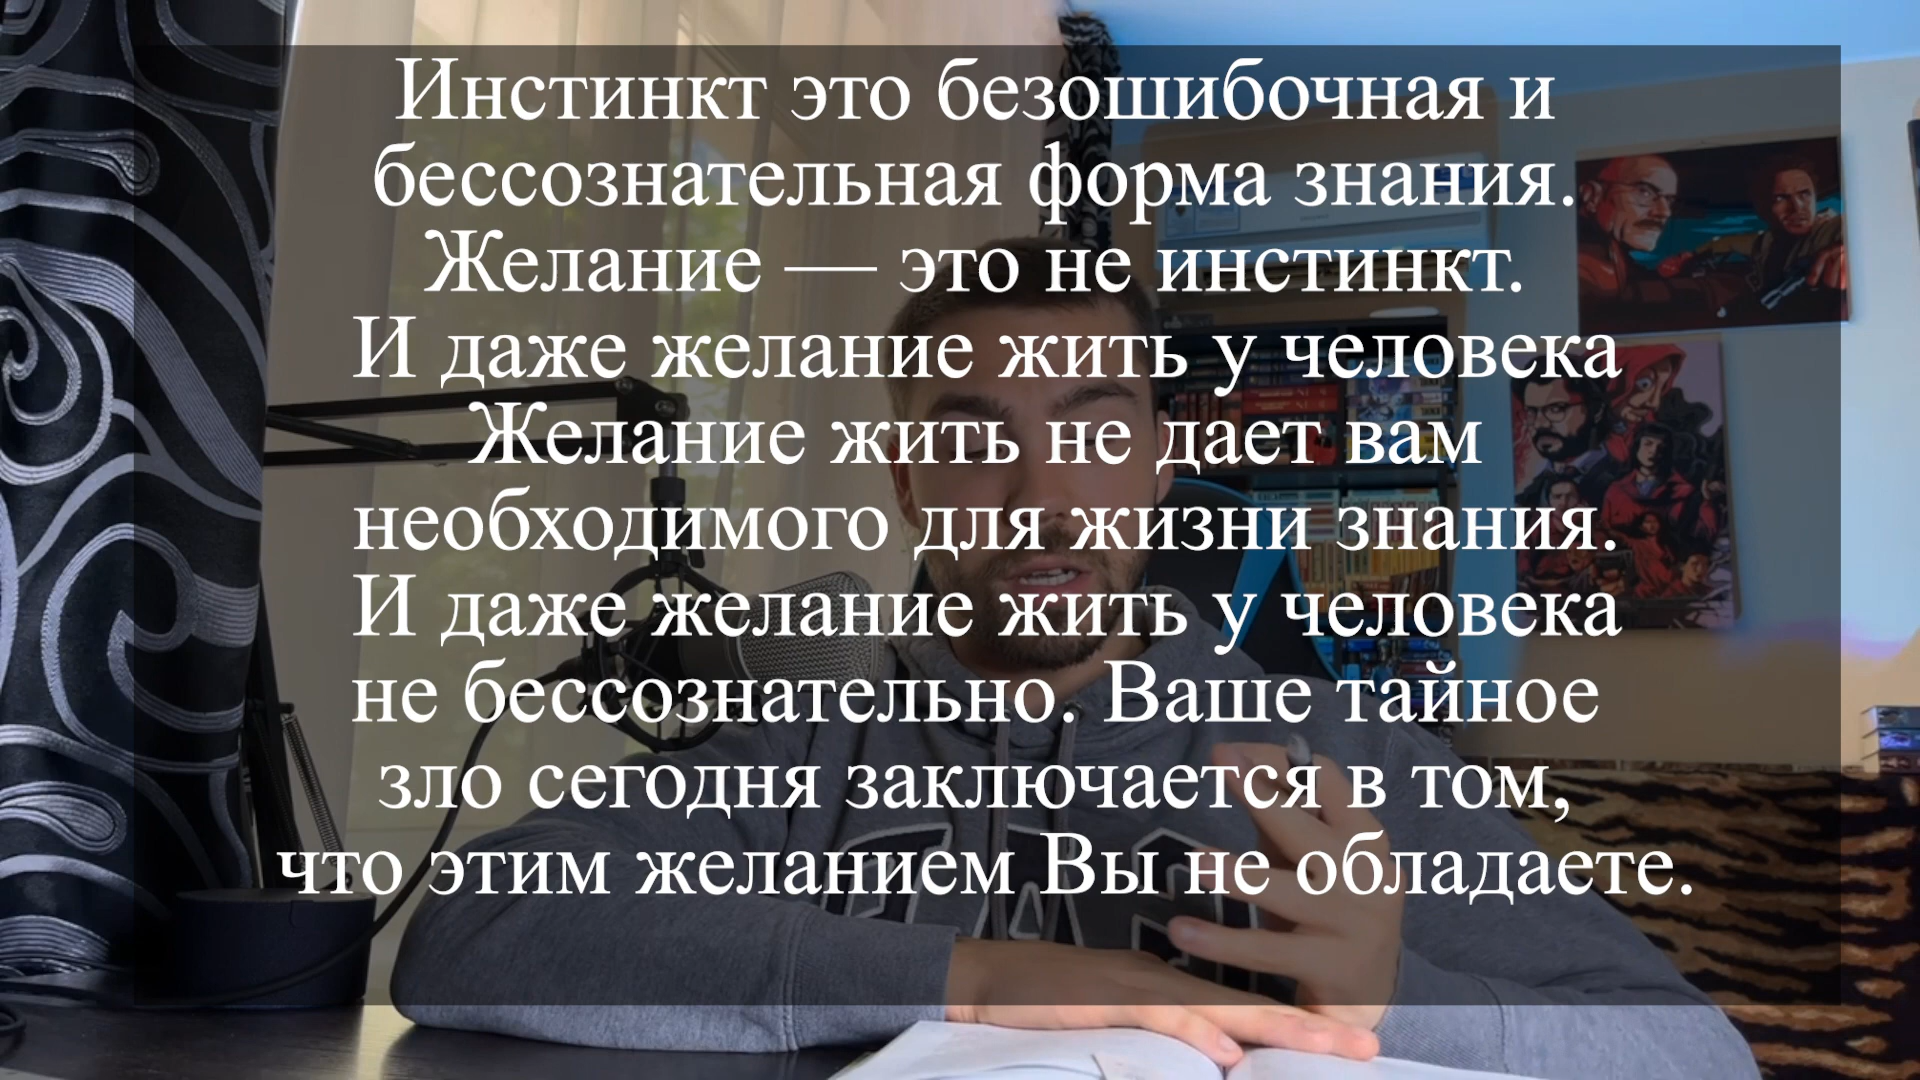 Инстинкт это безошибочная и
бессознательная форма знания.
Желание — это не инстинкт.
И даже желание жить у человека
Желание жить не дает вам
необходимого для жизни знания.
И даже желание жить у человека
не бессознательно. Ваше тайное
зло сегодня заключается в том,
что этим желанием Вы не обладаете.